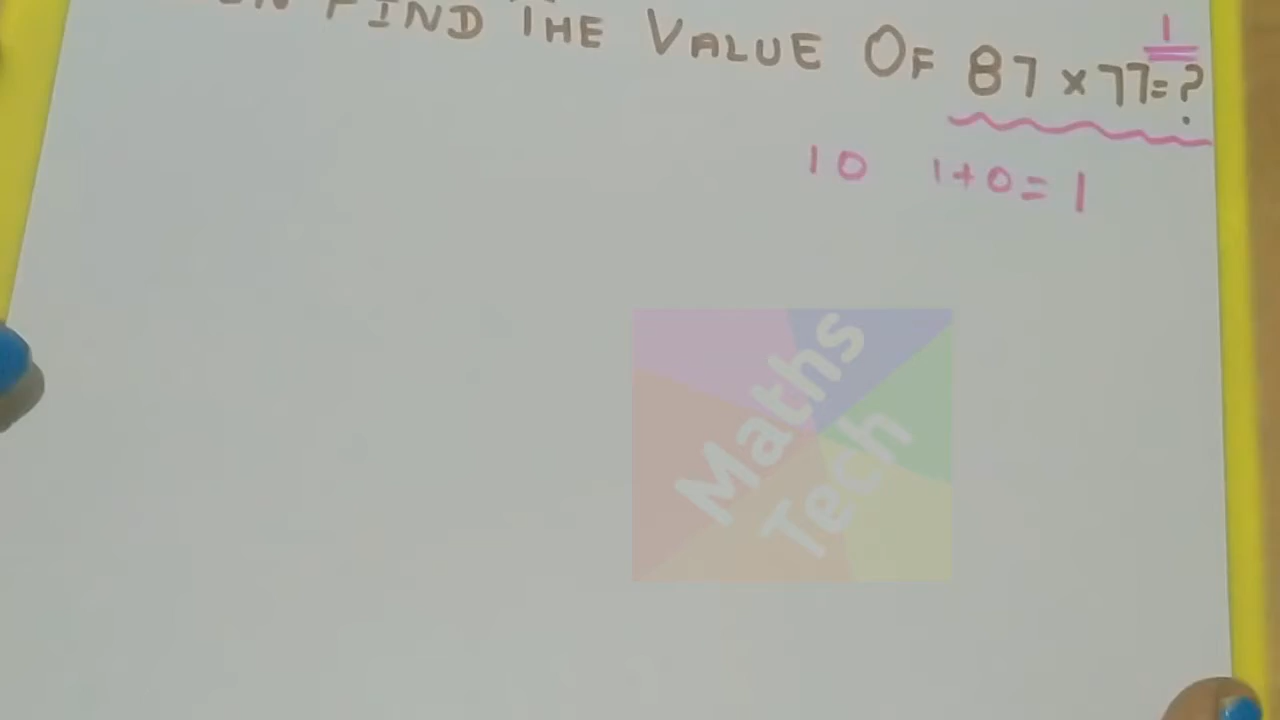 FIND THE VALUE OF 87 × 77 = ?
1
10 1+0 = 1
Maths
Tech